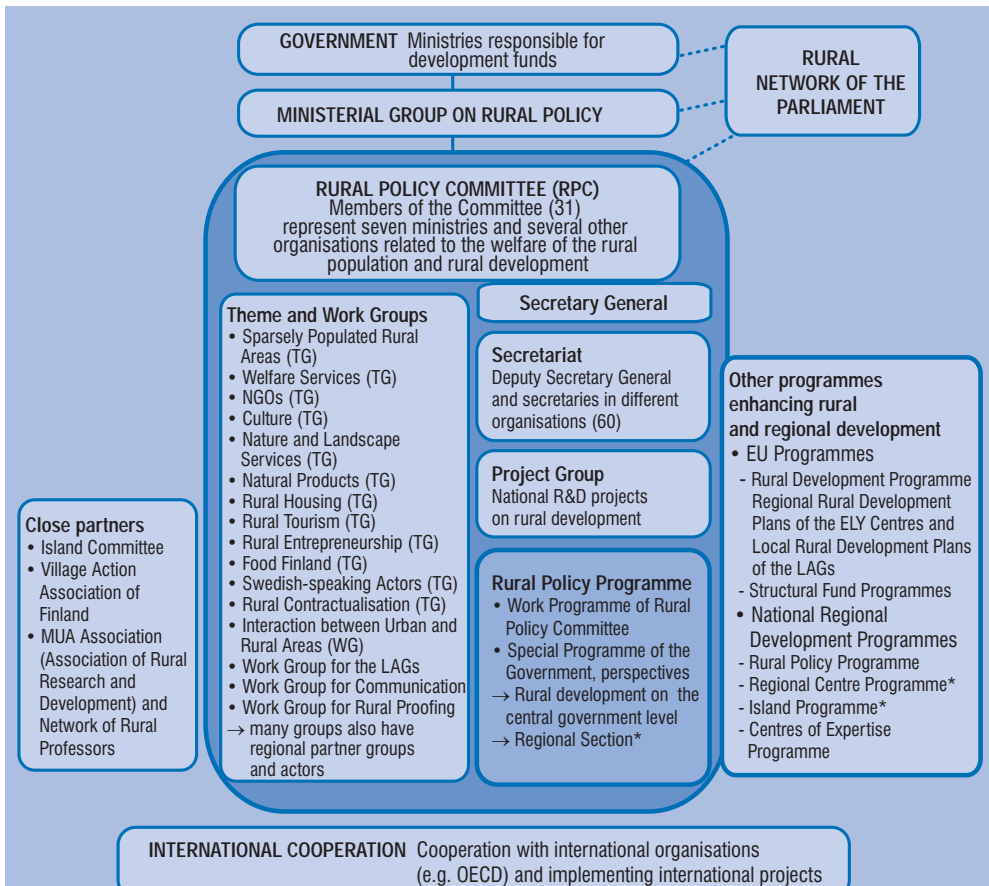 GOVERNMENT Ministries responsible for
development funds
RURAL
NETWORK OF THE
PARLIAMENT
MINISTERIAL GROUP ON RURAL POLICY
RURAL POLICY COMMITTEE (RPC)
Members of the Committee (31)
represent seven ministries and several other
organisations related to the welfare of the rural
population and rural development
Theme and Work Groups
• Sparsely Populated Rural
Areas (TG)
• Welfare Services (TG)
• NGOs (TG)
• Culture (TG)
• Nature and Landscape
Services (TG)
• Natural Products (TG)
• Rural Housing (TG)
• Rural Tourism (TG)
• Rural Entrepreneurship (TG)
• Food Finland (TG)
• Swedish-speaking Actors (TG)
• Rural Contractualisation (TG)
• Interaction between Urban and
Rural Areas (WG)
• Work Group for the LAGs
• Work Group for Communication
• Work Group for Rural Proofing
→ many groups also have
regional partner groups
and actors
Secretary General
Secretariat
Deputy Secretary General
and secretaries in different
organisations (60)
Project Group
National R&D projects
on rural development
Rural Policy Programme
• Work Programme of Rural
Policy Committee
• Special Programme of the
Government, perspectives
→ Rural development on the
central government level
→ Regional Section*
Close partners
• Island Committee
• Village Action
Association of
Finland
• MUA Association
(Association of Rural
Research and
Development) and
Network of Rural
Professors
Other programmes
enhancing rural
and regional development
• EU Programmes
- Rural Development Programme
Regional Rural Development
Plans of the ELY Centres and
Local Rural Development Plans
of the LAGs
- Structural Fund Programmes
• National Regional
Development Programmes
- Rural Policy Programme
- Regional Centre Programme*
- Island Programme*
- Centres of Expertise
Programme
INTERNATIONAL COOPERATION Cooperation with international organisations
(e.g. OECD) and implementing international projects